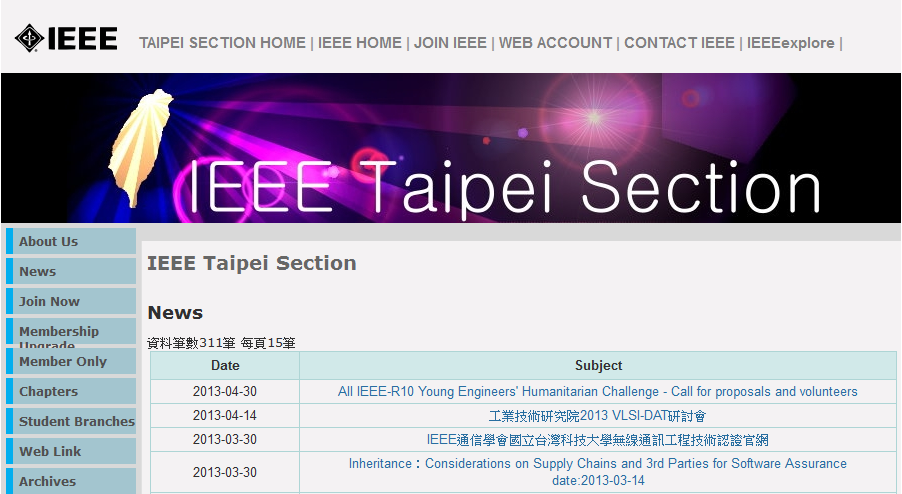 IEEE
TAIPEI SECTION HOME | IEEE HOME | JOIN IEEE | WEB ACCOUNT | CONTACT IEEE | IEEExplore |
IEEE Taipei Section
About Us
News
Join Now
Membership
Upgrade
Member Only
Chapters
Student Branches
Web Link
Archives
IEEE Taipei Section
News
資料筆數311筆 每頁15筆
Date Subject
2013-04-30 All IEEE-R10 Young Engineers' Humanitarian Challenge - Call for proposals and volunteers
2013-04-14 工業技術研究院2013 VLSI-DAT研討會
2013-03-30 IEEE通信學會國立台灣科技大學無線通訊工程技術認證官網
2013-03-30 Inheritance：Considerations on Supply Chains and 3rd Parties for Software Assurance
date:2013-03-14